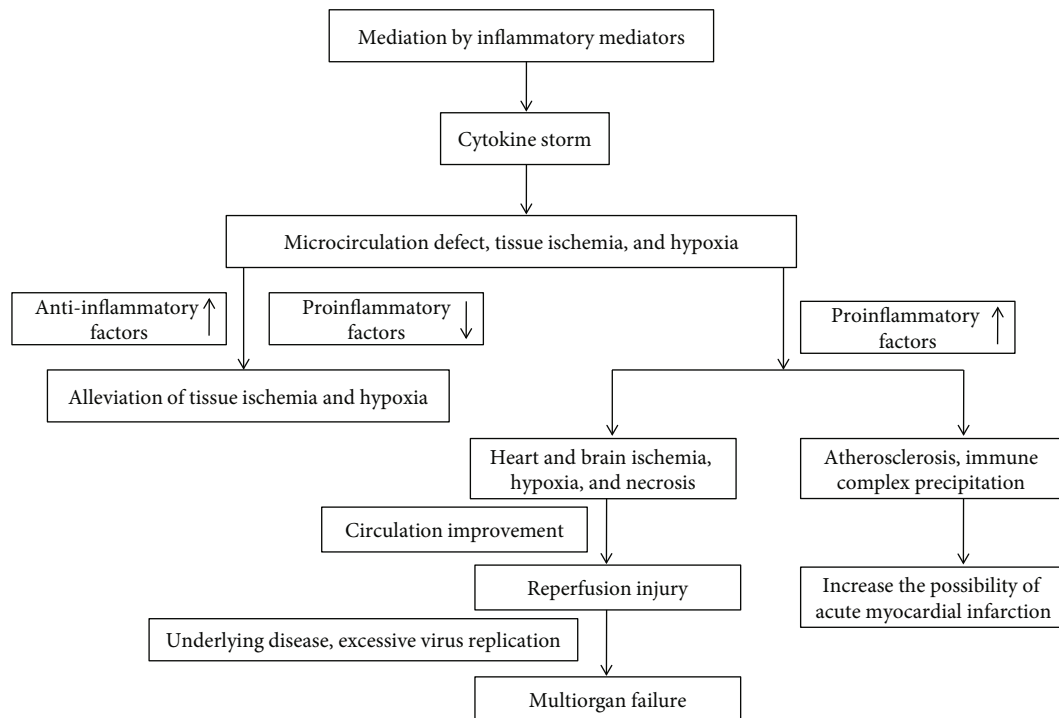 Mediation by inflammatory mediators
Cytokine storm
Microcirculation defect, tissue ischemia, and hypoxia
Anti-inflammatory
factors
Proinflammatory
factors
Proinflammatory
factors
Alleviation of tissue ischemia and hypoxia
Heart and brain ischemia,
hypoxia, and necrosis
Atherosclerosis, immune
complex precipitation
Circulation improvement
Reperfusion injury
Increase the possibility of
acute myocardial infarction
Underlying disease, excessive virus replication
Multiorgan failure